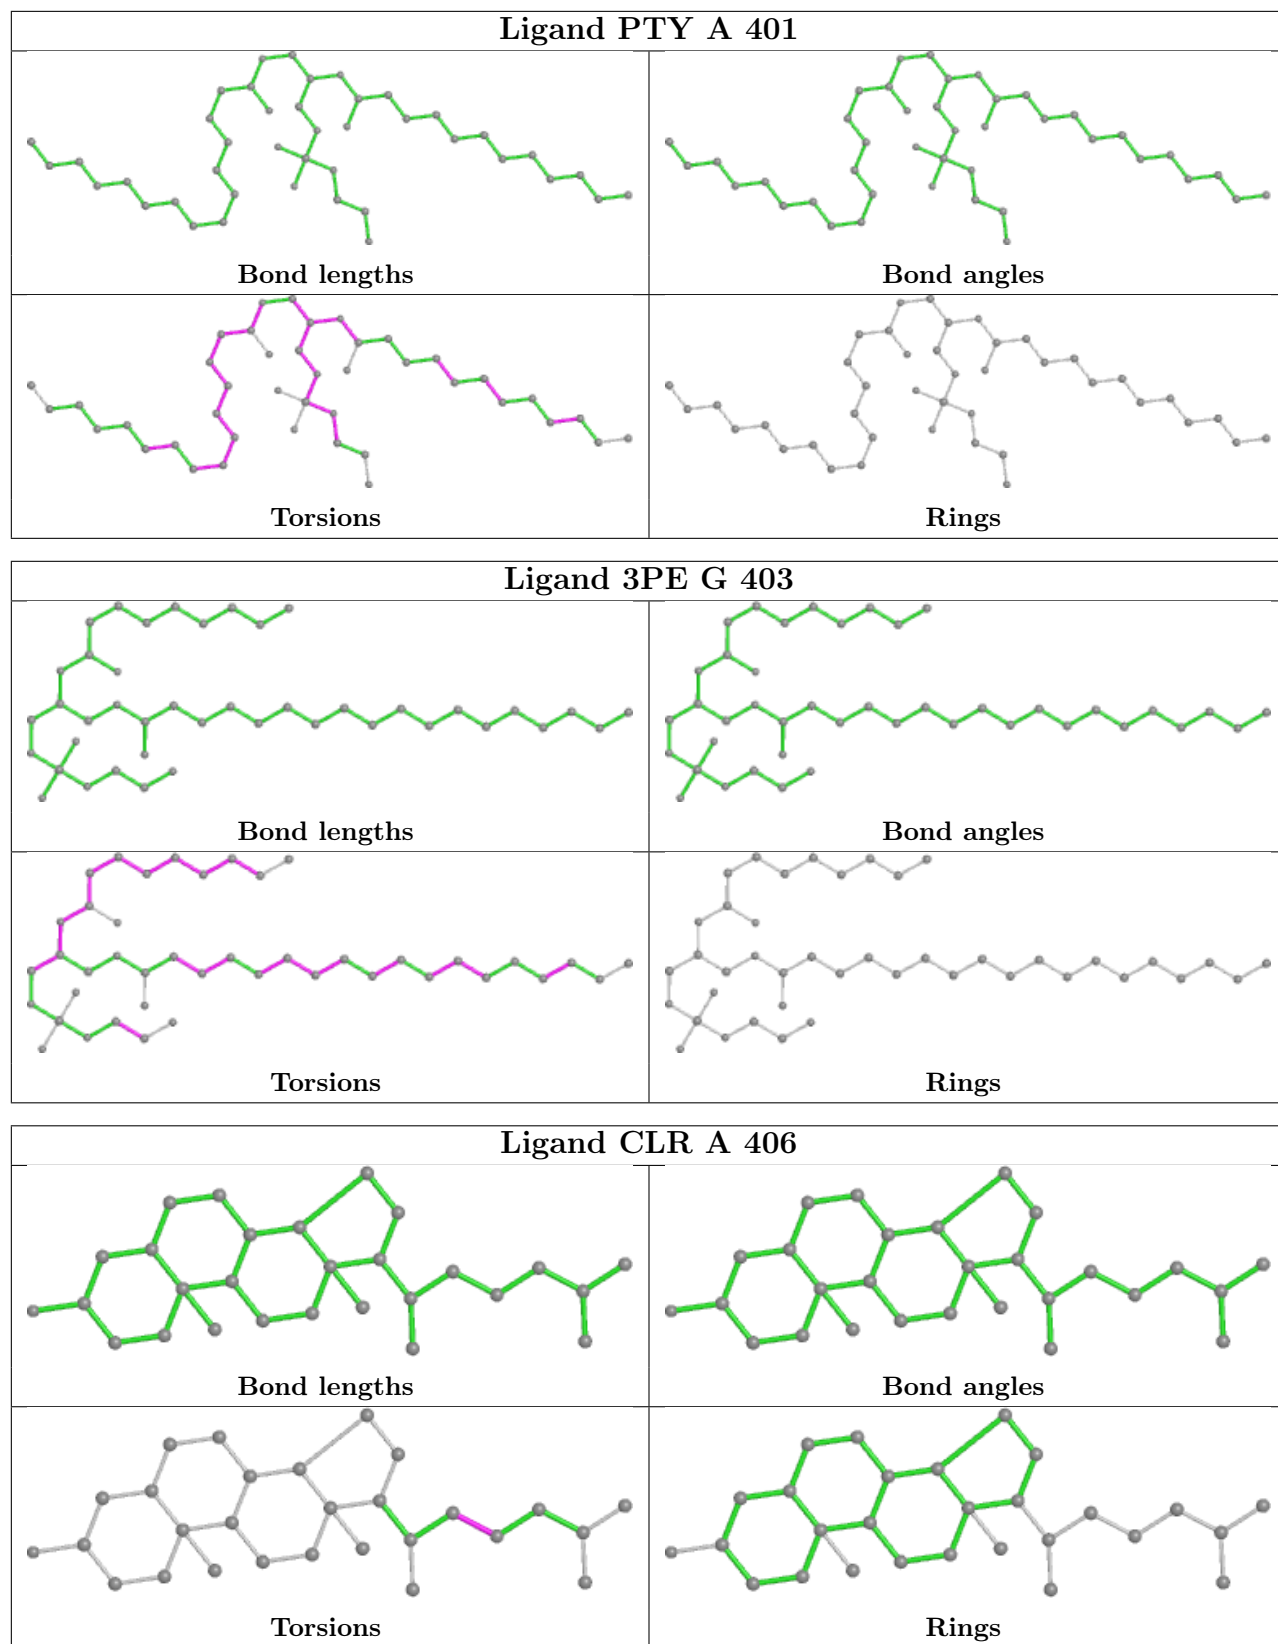 Ligand PTY A 401
Bond lengths
Bond angles
Torsions
Rings
Ligand 3PE G 403
Bond lengths
Bond angles
Torsions
Rings
Ligand CLR A 406
Bond lengths
Bond angles
Torsions
Rings